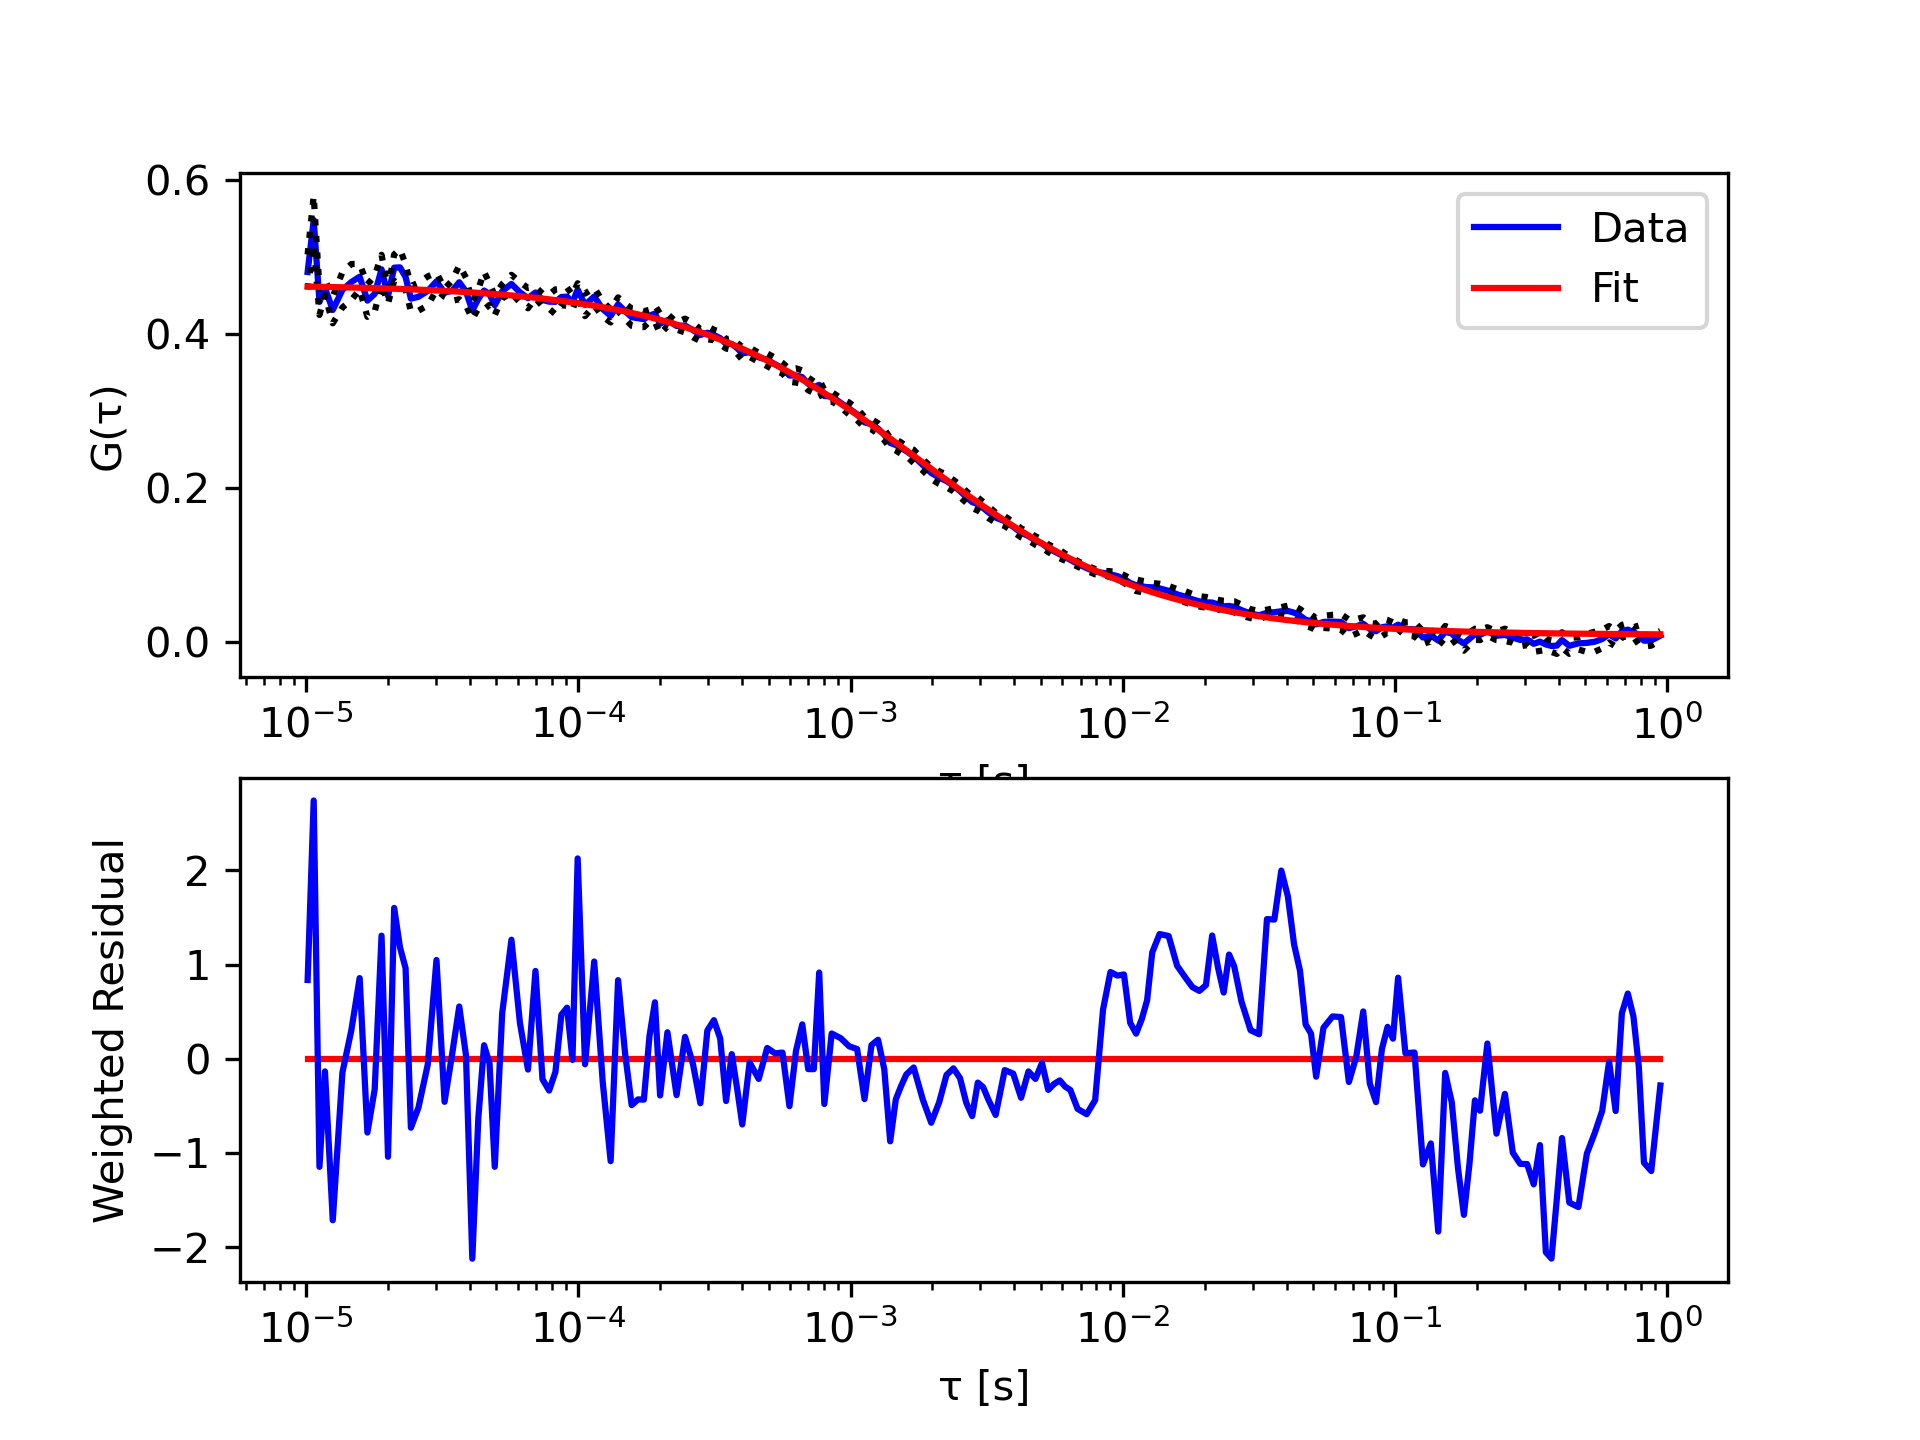 G(τ)
0.6
0.4
0.2
0.0
Data
Fit
10⁻⁵ 10⁻⁴ 10⁻³ 10⁻² 10⁻¹ 10⁰
τ [s]
Weighted Residual
2
1
0
−1
−2
10⁻⁵ 10⁻⁴ 10⁻³ 10⁻² 10⁻¹ 10⁰
τ [s]